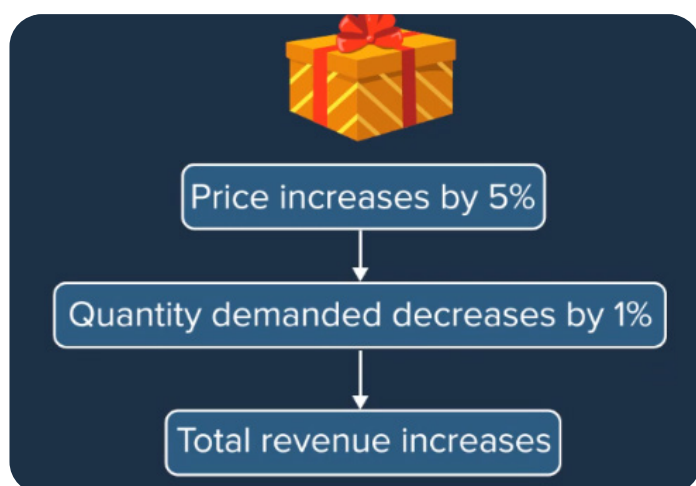 Price increases by 5%
Quantity demanded decreases by 1%
Total revenue increases